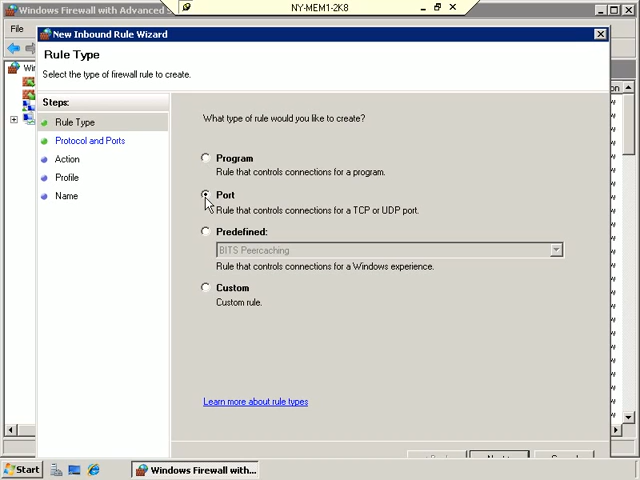 Windows Firewall with Advanced
NY-MEM1-2K8
File
New Inbound Rule Wizard
Rule Type
Select the type of firewall rule to create.
Steps:
Rule Type
Protocol and Ports
Action
Profile
Name
What type of rule would you like to create?
Program
Rule that controls connections for a program.
Port
Rule that controls connections for a TCP or UDP port.
Predefined:
BITS Peercaching
Rule that controls connections for a Windows experience.
Custom
Custom rule.
Learn more about rule types
Start
Windows Firewall with...